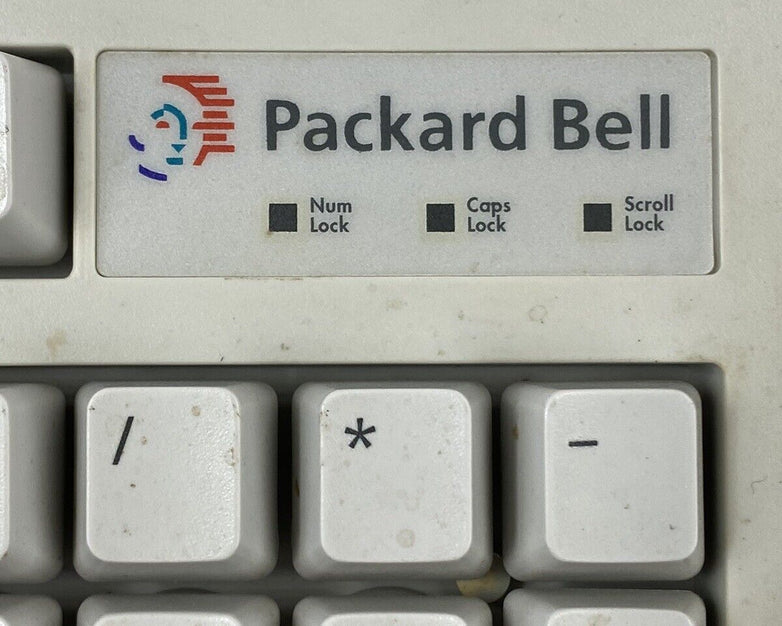 Packard Bell
Num Lock
Caps Lock
Scroll Lock
/ * -